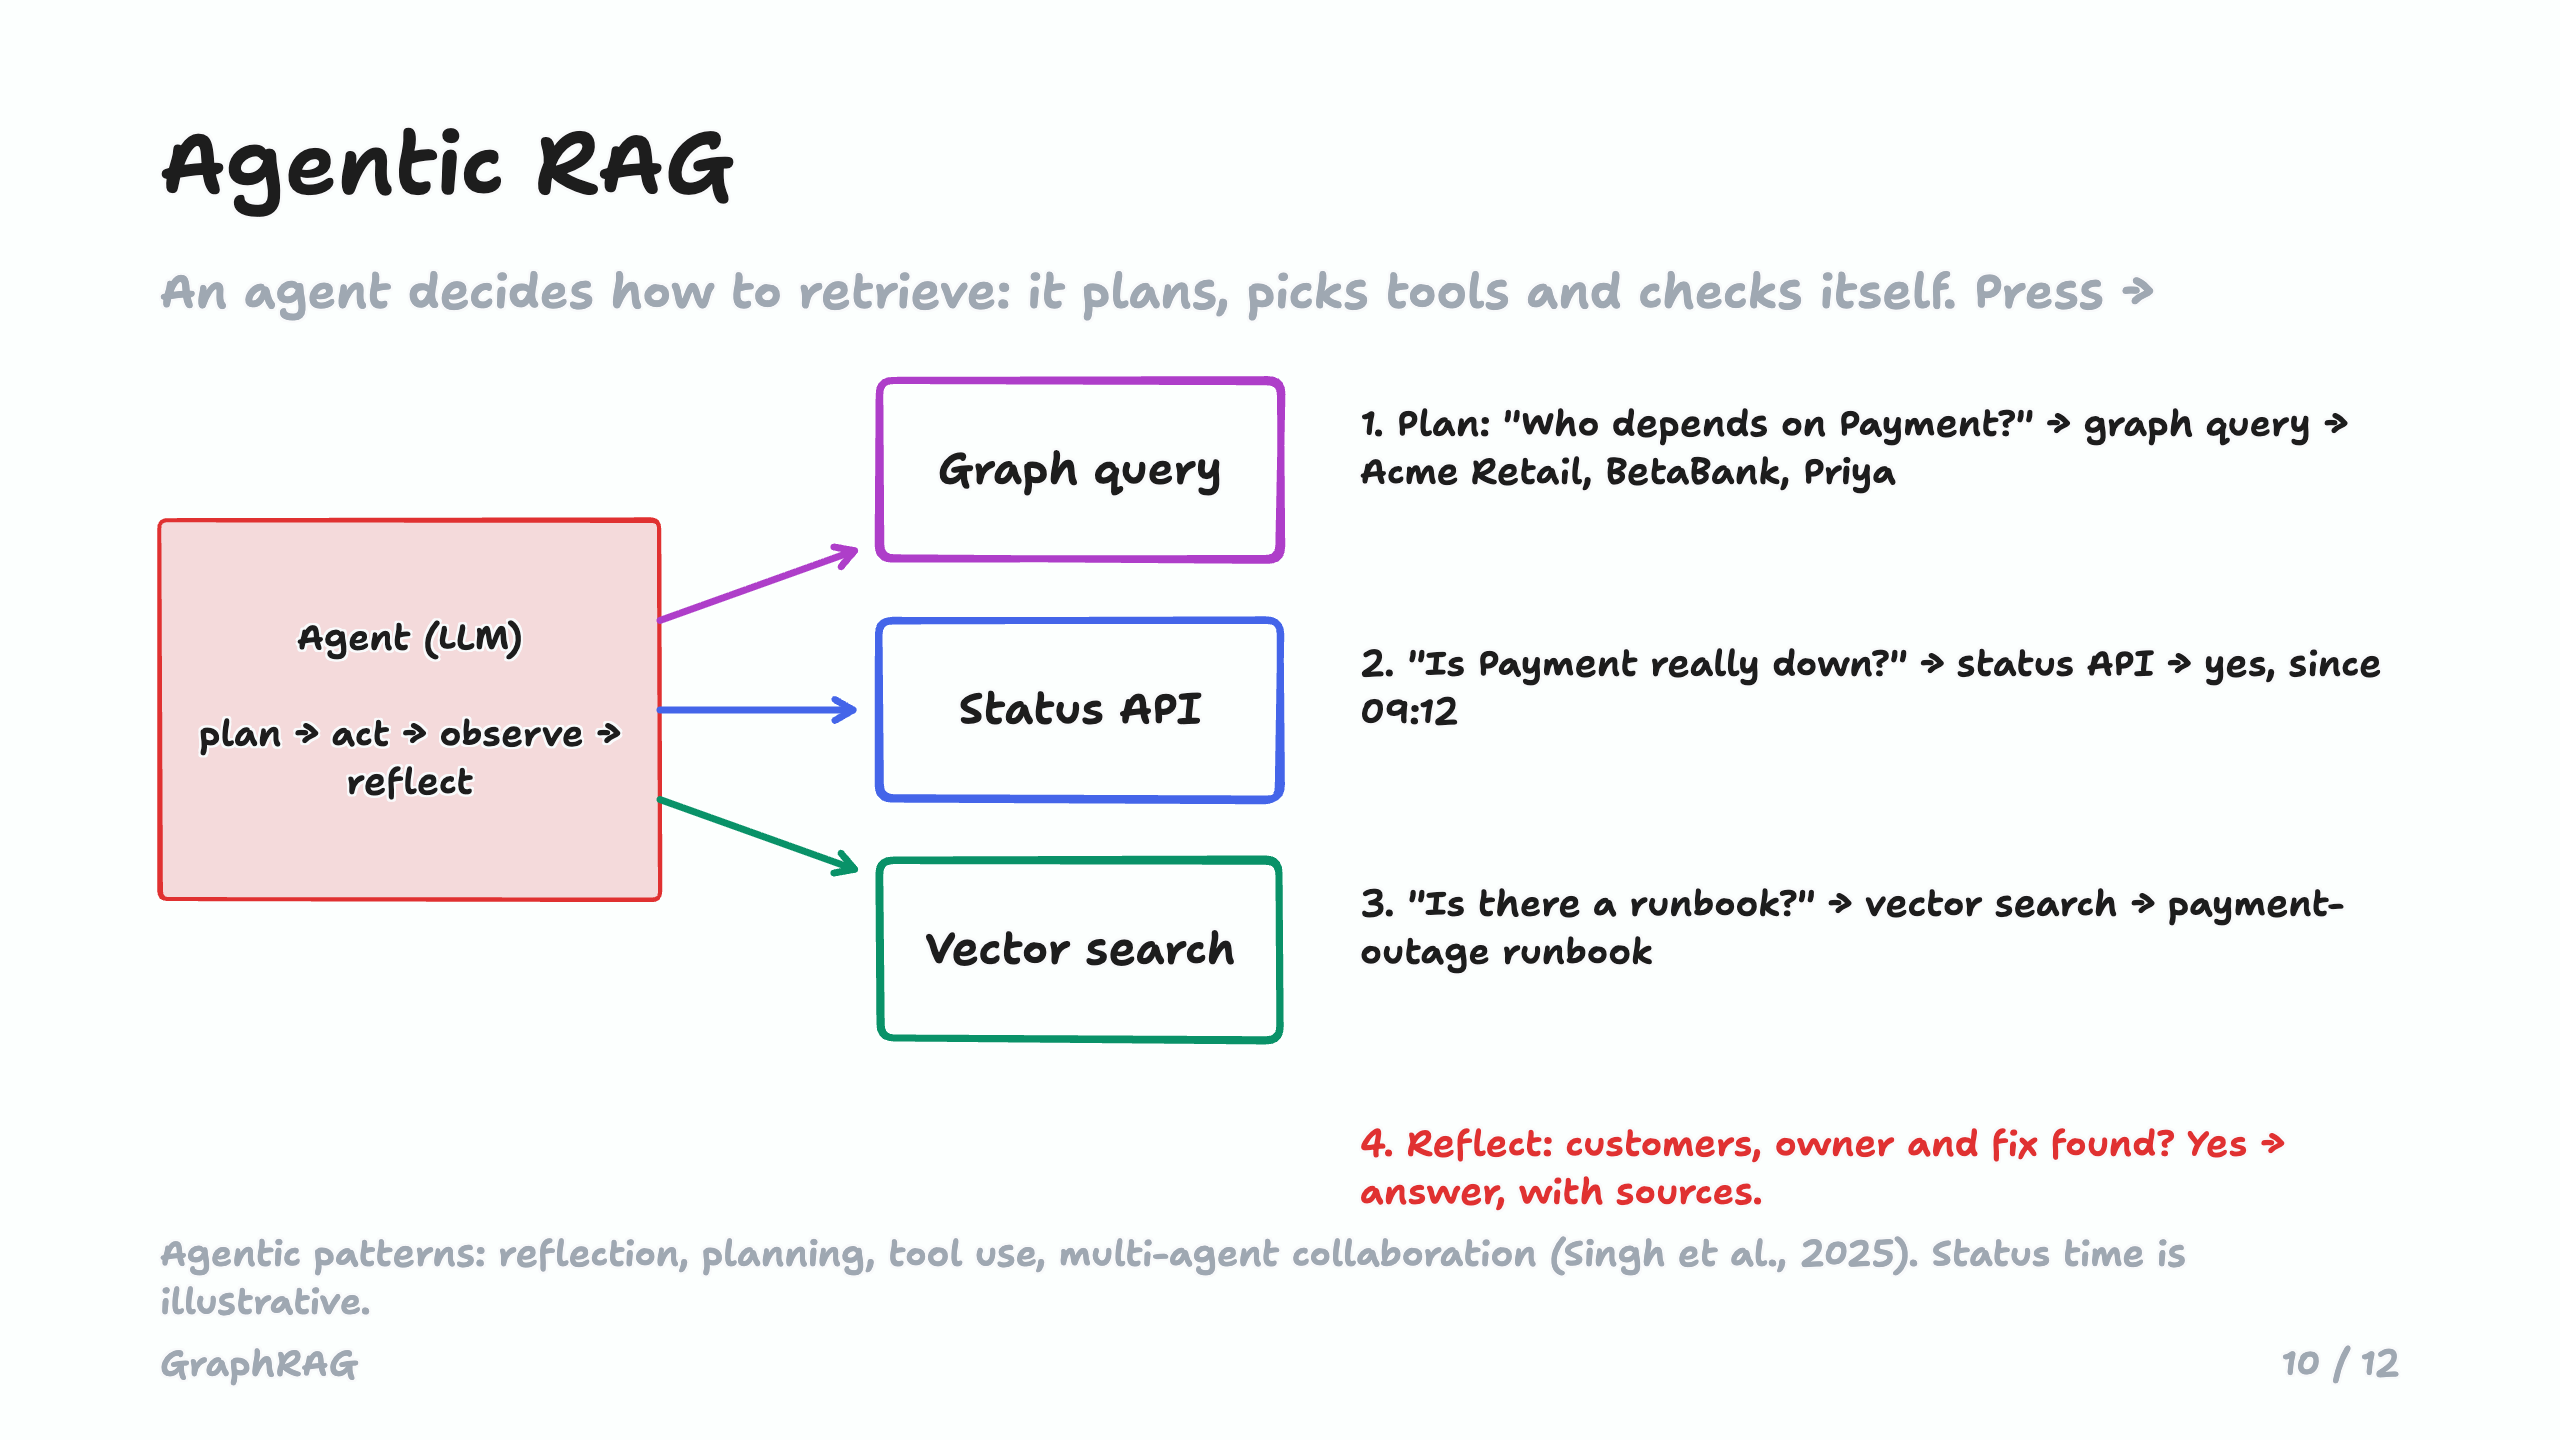 Agentic RAG
An agent decides how to retrieve: it plans, picks tools and checks itself. Press →
Agent (LLM)
plan → act → observe →
reflect
Graph query
Status API
Vector search
1. Plan: "Who depends on Payment?" → graph query →
Acme Retail, BetaBank, Priya
2. "Is Payment really down?" → status API → yes, since
09:12
3. "Is there a runbook?" → vector search → payment-
outage runbook
4. Reflect: customers, owner and fix found? Yes →
answer, with sources.
Agentic patterns: reflection, planning, tool use, multi-agent collaboration (Singh et al., 2025). Status time is
illustrative.
GraphRAG
10 / 12